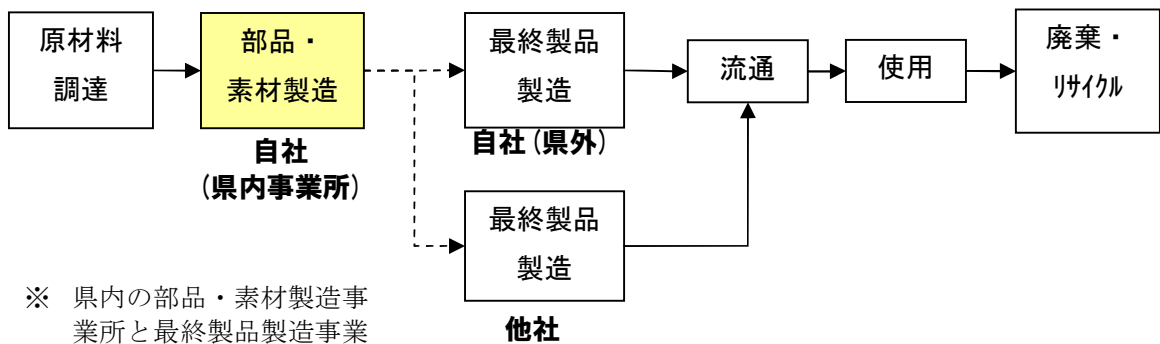 原材料
調達
部品・
素材製造
自社
(県内事業所)
最終製品
製造
自社(県外)
最終製品
製造
他社
流通
使用
廃棄・
ﾘｻｲｸﾙ
※ 県内の部品・素材製造事
業所と最終製品製造事業